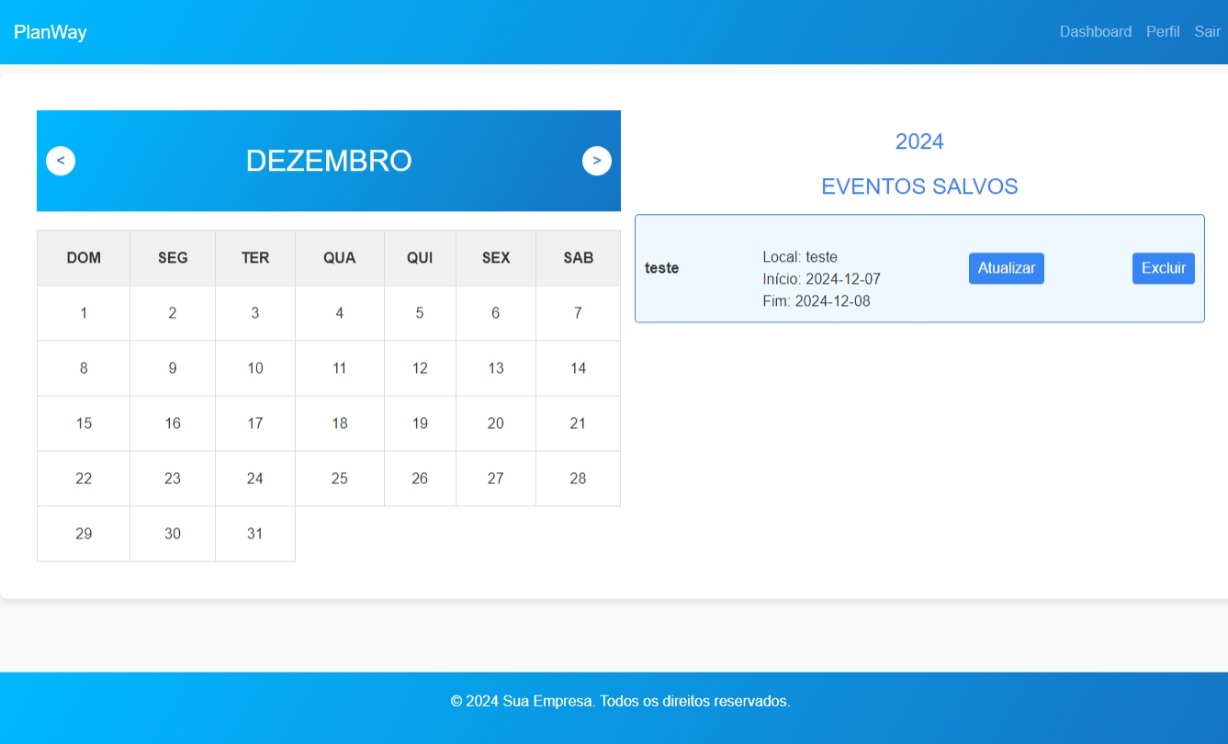 PlanWay
Dashboard Perfil Sair
< DEZEMBRO >
DOM SEG TER QUA QUI SEX SAB
1 2 3 4 5 6 7
8 9 10 11 12 13 14
15 16 17 18 19 20 21
22 23 24 25 26 27 28
29 30 31
2024
EVENTOS SALVOS
teste
Local: teste
Início: 2024-12-07
Fim: 2024-12-08
Atualizar
Excluir
© 2024 Sua Empresa. Todos os direitos reservados.